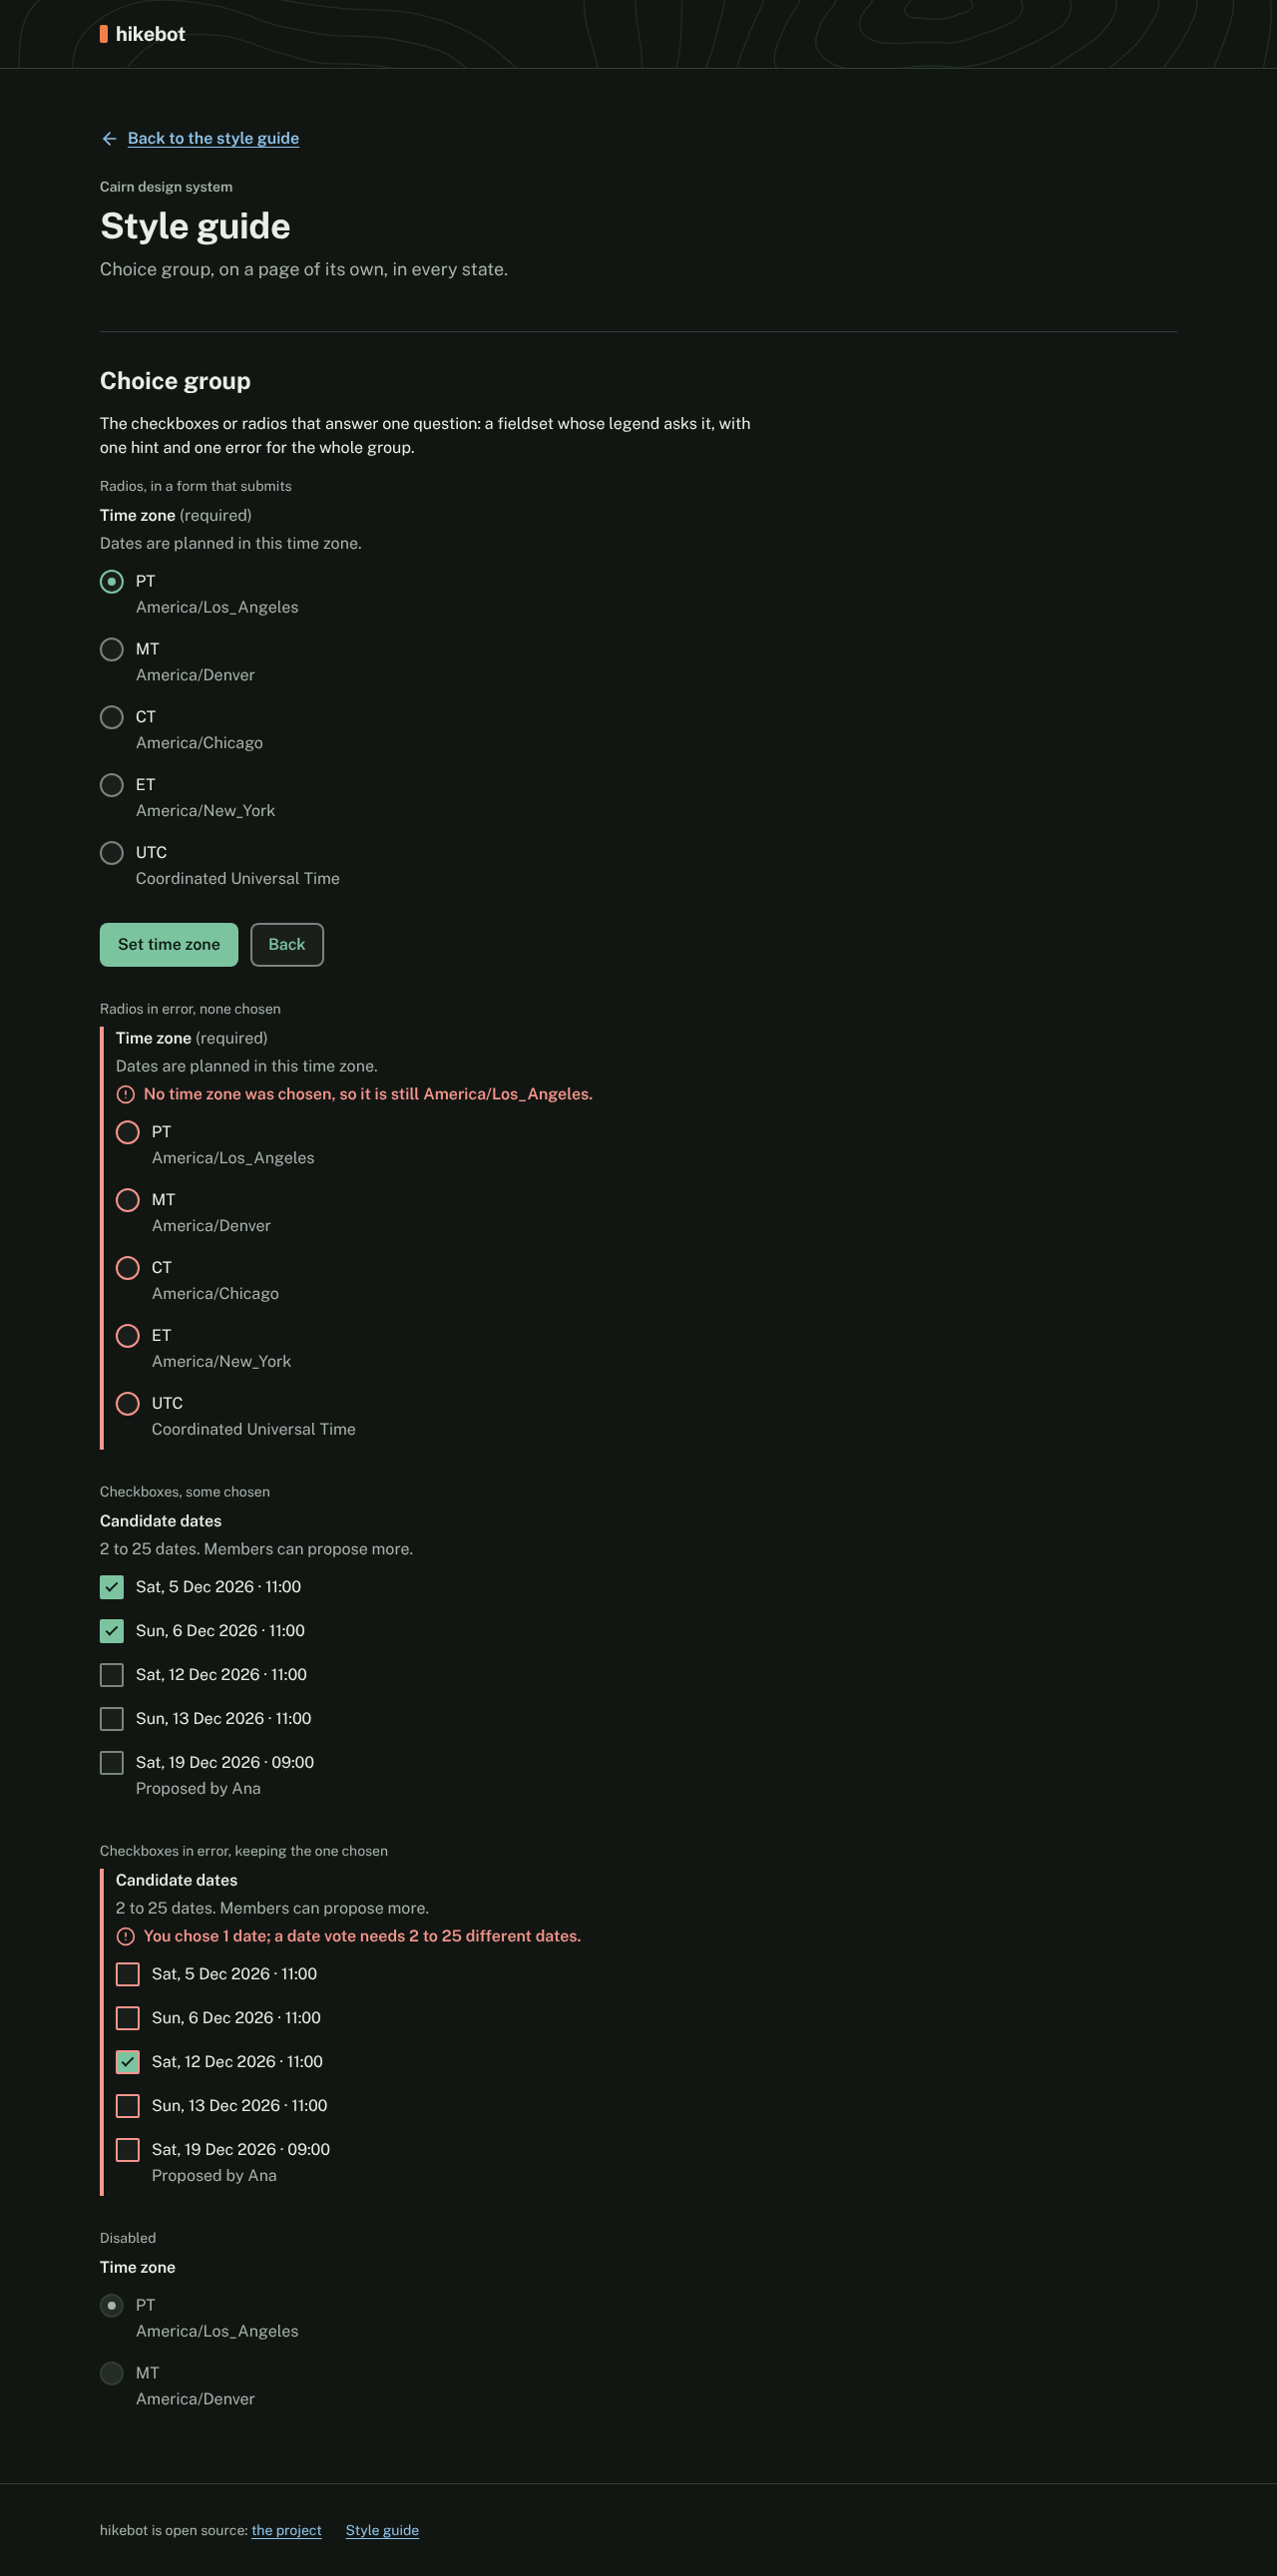 hikebot
Back to the style guide
Cairn design system
Style guide
Choice group, on a page of its own, in every state.
Choice group
The checkboxes or radios that answer one question: a fieldset whose legend asks it, with
one hint and one error for the whole group.
Radios, in a form that submits
Time zone (required)
Dates are planned in this time zone.
PT
America/Los_Angeles
MT
America/Denver
CT
America/Chicago
ET
America/New_York
UTC
Coordinated Universal Time
Set time zone Back
Radios in error, none chosen
Time zone (required)
Dates are planned in this time zone.
No time zone was chosen, so it is still America/Los_Angeles.
PT
America/Los_Angeles
MT
America/Denver
CT
America/Chicago
ET
America/New_York
UTC
Coordinated Universal Time
Checkboxes, some chosen
Candidate dates
2 to 25 dates. Members can propose more.
Sat, 5 Dec 2026 · 11:00
Sun, 6 Dec 2026 · 11:00
Sat, 12 Dec 2026 · 11:00
Sun, 13 Dec 2026 · 11:00
Sat, 19 Dec 2026 · 09:00
Proposed by Ana
Checkboxes in error, keeping the one chosen
Candidate dates
2 to 25 dates. Members can propose more.
You chose 1 date; a date vote needs 2 to 25 different dates.
Sat, 5 Dec 2026 · 11:00
Sun, 6 Dec 2026 · 11:00
Sat, 12 Dec 2026 · 11:00
Sun, 13 Dec 2026 · 11:00
Sat, 19 Dec 2026 · 09:00
Proposed by Ana
Disabled
Time zone
PT
America/Los_Angeles
MT
America/Denver
hikebot is open source: the project Style guide